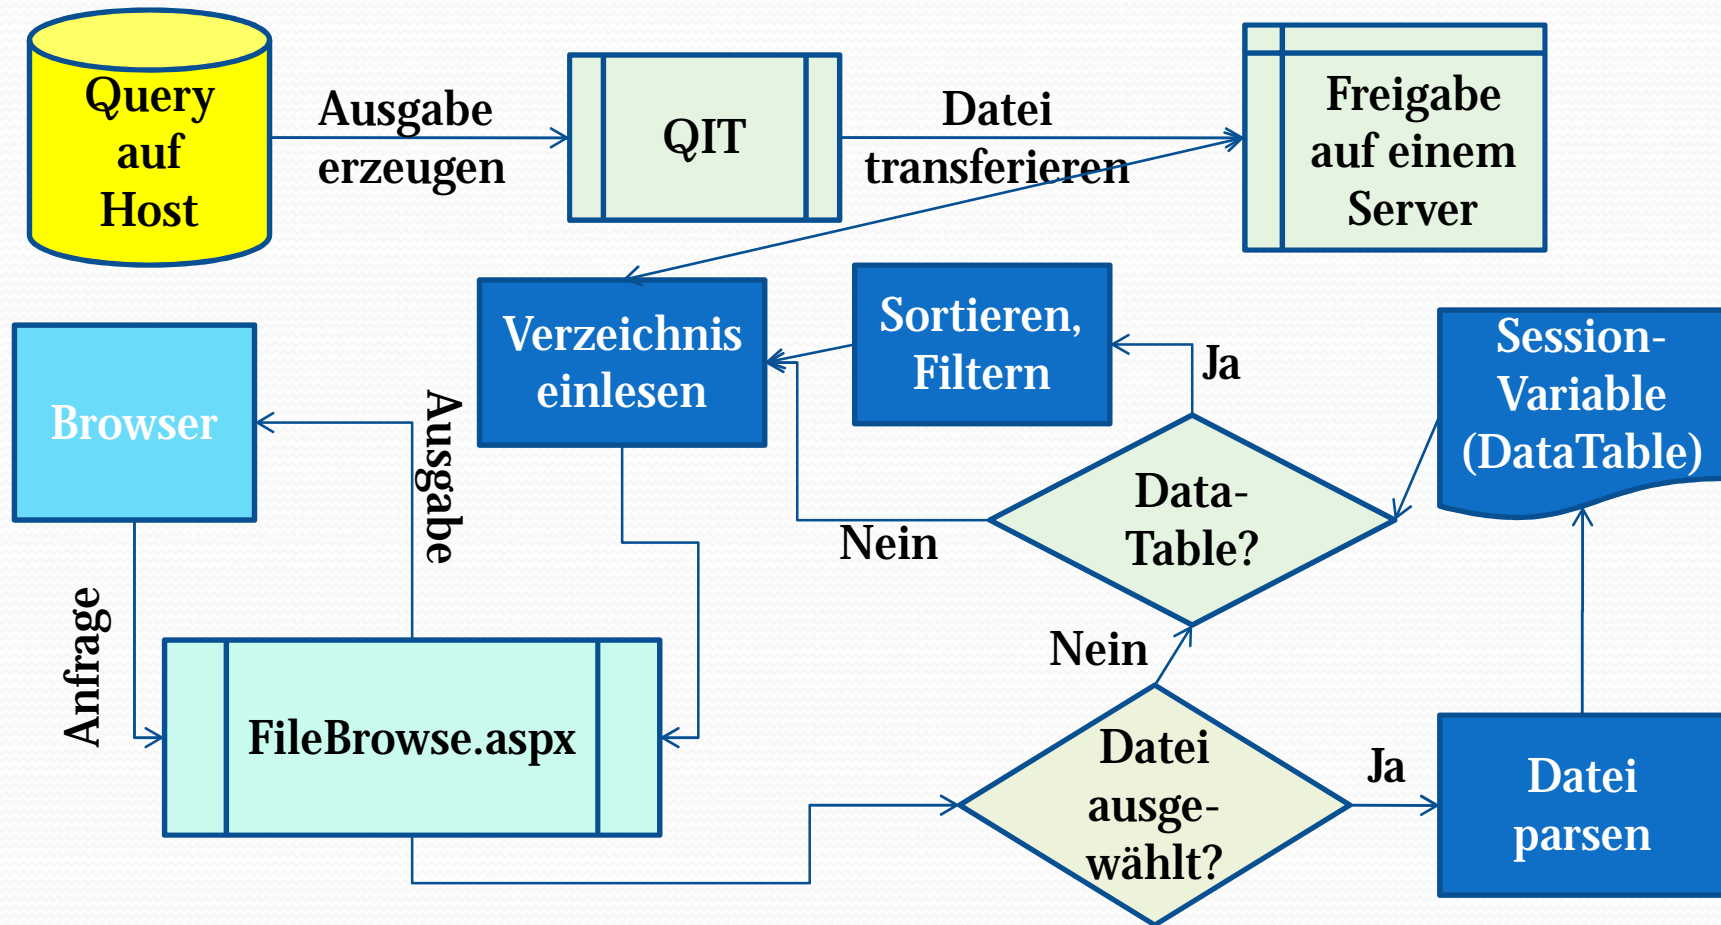 Query
auf
Host
Ausgabe
erzeugen
QIT
Datei
transferieren
Freigabe
auf einem
Server
Browser
Ausgabe
Verzeichnis
einlesen
Sortieren,
Filtern
Ja
Session-
Variable
(DataTable)
Data-
Table?
Nein
Anfrage
FileBrowse.aspx
Nein
Datei
ausge-
wählt?
Ja
Datei
parsen